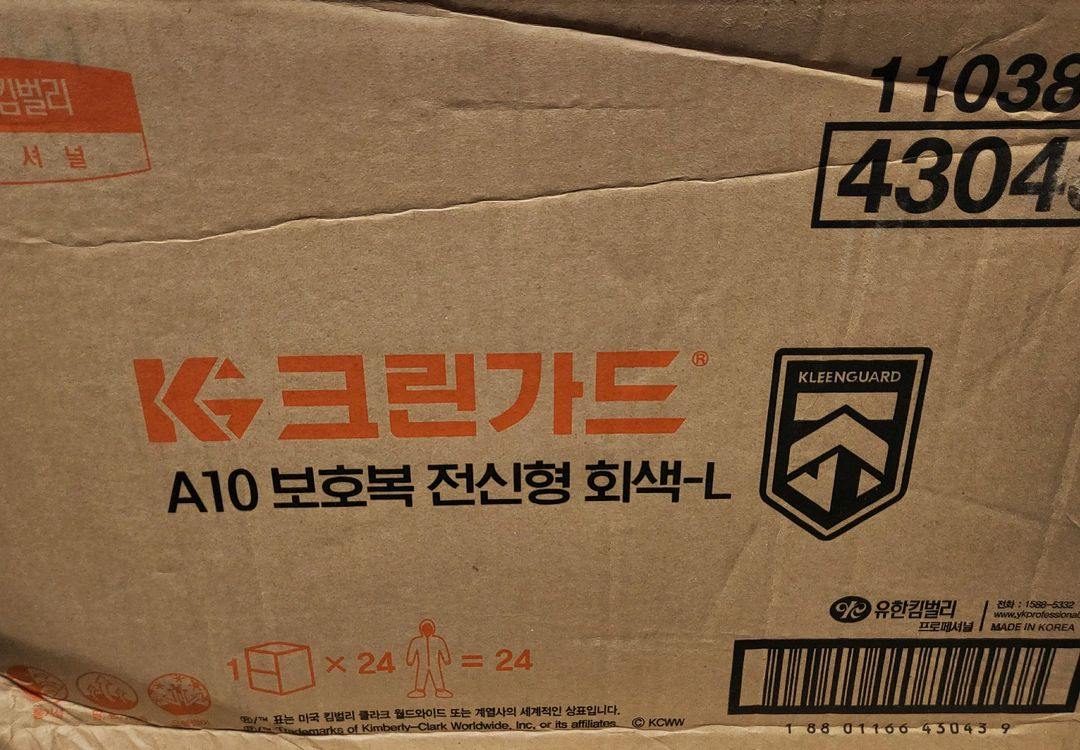 킴벌리
셔널
11038
4304
크린가드®
KLEENGUARD
A10 보호복 전신형 회색-L
유한킴벌리
프로페셔널
전화 : 1588-5332
www.ykprofessional
MADE IN KOREA
1 × 24 = 24
®/™ 표는 미국 킴벌리 클라크 월드와이드 또는 계열사의 세계적인 상표입니다.
®/™ Trademarks of Kimberly-Clark Worldwide, Inc. or its affiliates. © KCWW
1 88 01166 43043 9